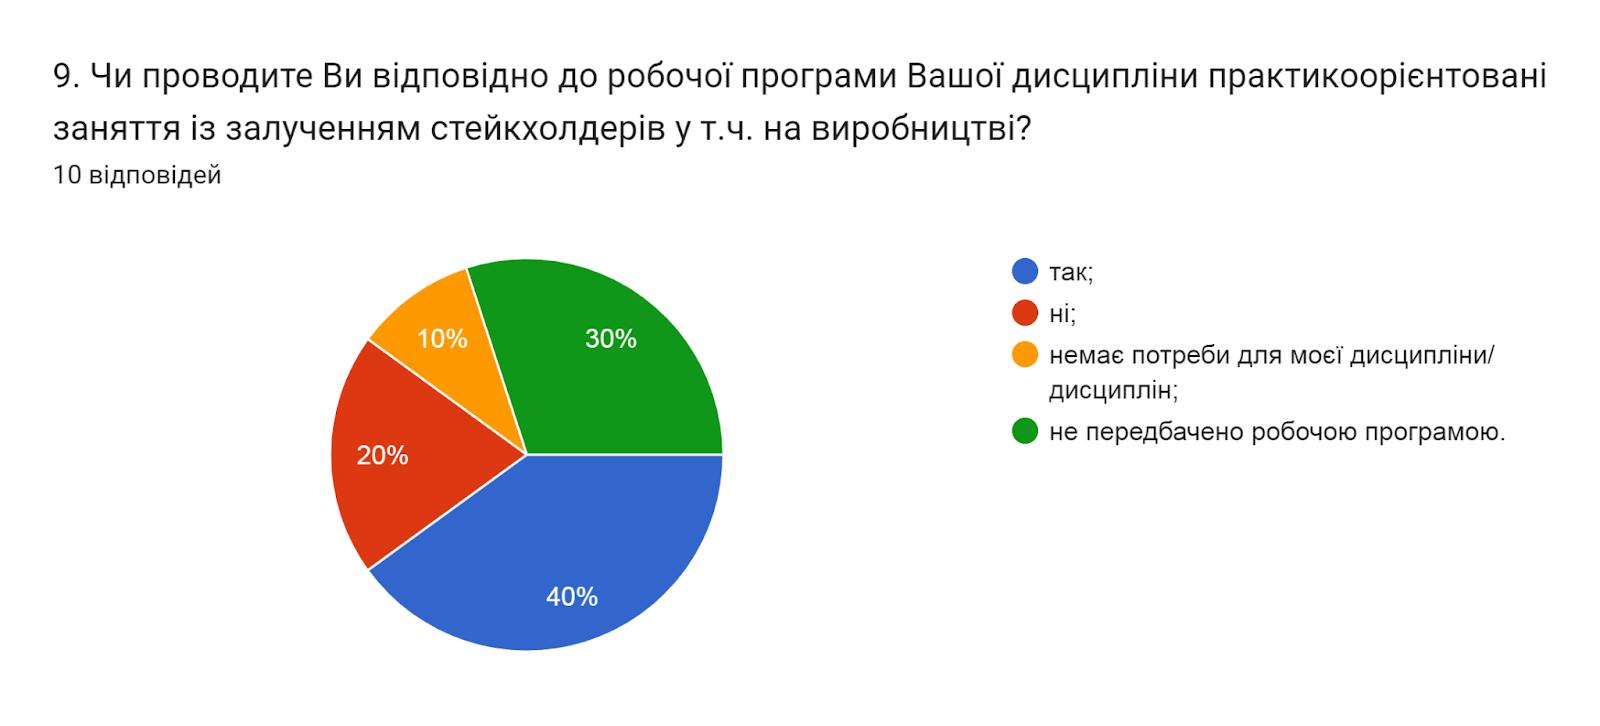 9. Чи проводите Ви відповідно до робочої програми Вашої дисципліни практикоорієнтовані
заняття із залученням стейкхолдерів у т.ч. на виробництві?
10 відповідей
10%
30%
20%
40%
так;
ні;
немає потреби для моєї дисципліни/
дисциплін;
не передбачено робочою програмою.